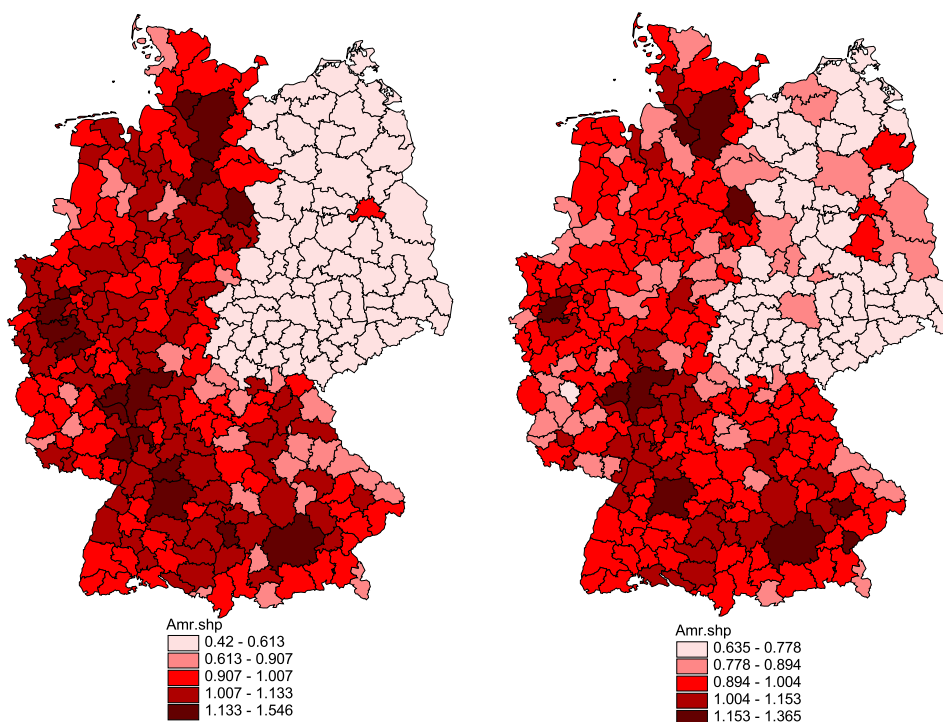 Amr.shp
0.42 - 0.613
0.613 - 0.907
0.907 - 1.007
1.007 - 1.133
1.133 - 1.546
Amr.shp
0.635 - 0.778
0.778 - 0.894
0.894 - 1.004
1.004 - 1.153
1.153 - 1.365